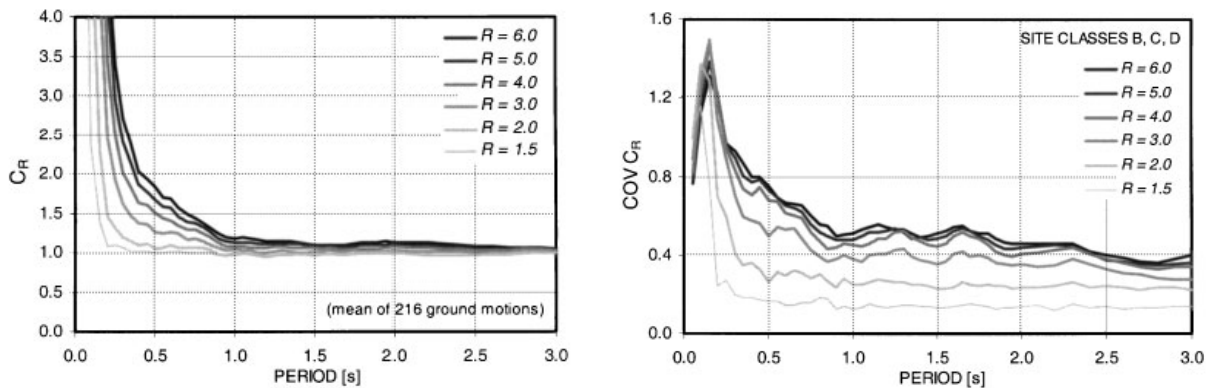 4.0
3.5
3.0
2.5
2.0
1.5
1.0
0.5
0.0
C_R
R = 6.0
R = 5.0
R = 4.0
R = 3.0
R = 2.0
R = 1.5
(mean of 216 ground motions)
0.0 0.5 1.0 1.5 2.0 2.5 3.0
PERIOD [s]
1.6
1.2
0.8
0.4
0.0
COV C_R
SITE CLASSES B, C, D
R = 6.0
R = 5.0
R = 4.0
R = 3.0
R = 2.0
R = 1.5
0.0 0.5 1.0 1.5 2.0 2.5 3.0
PERIOD [s]